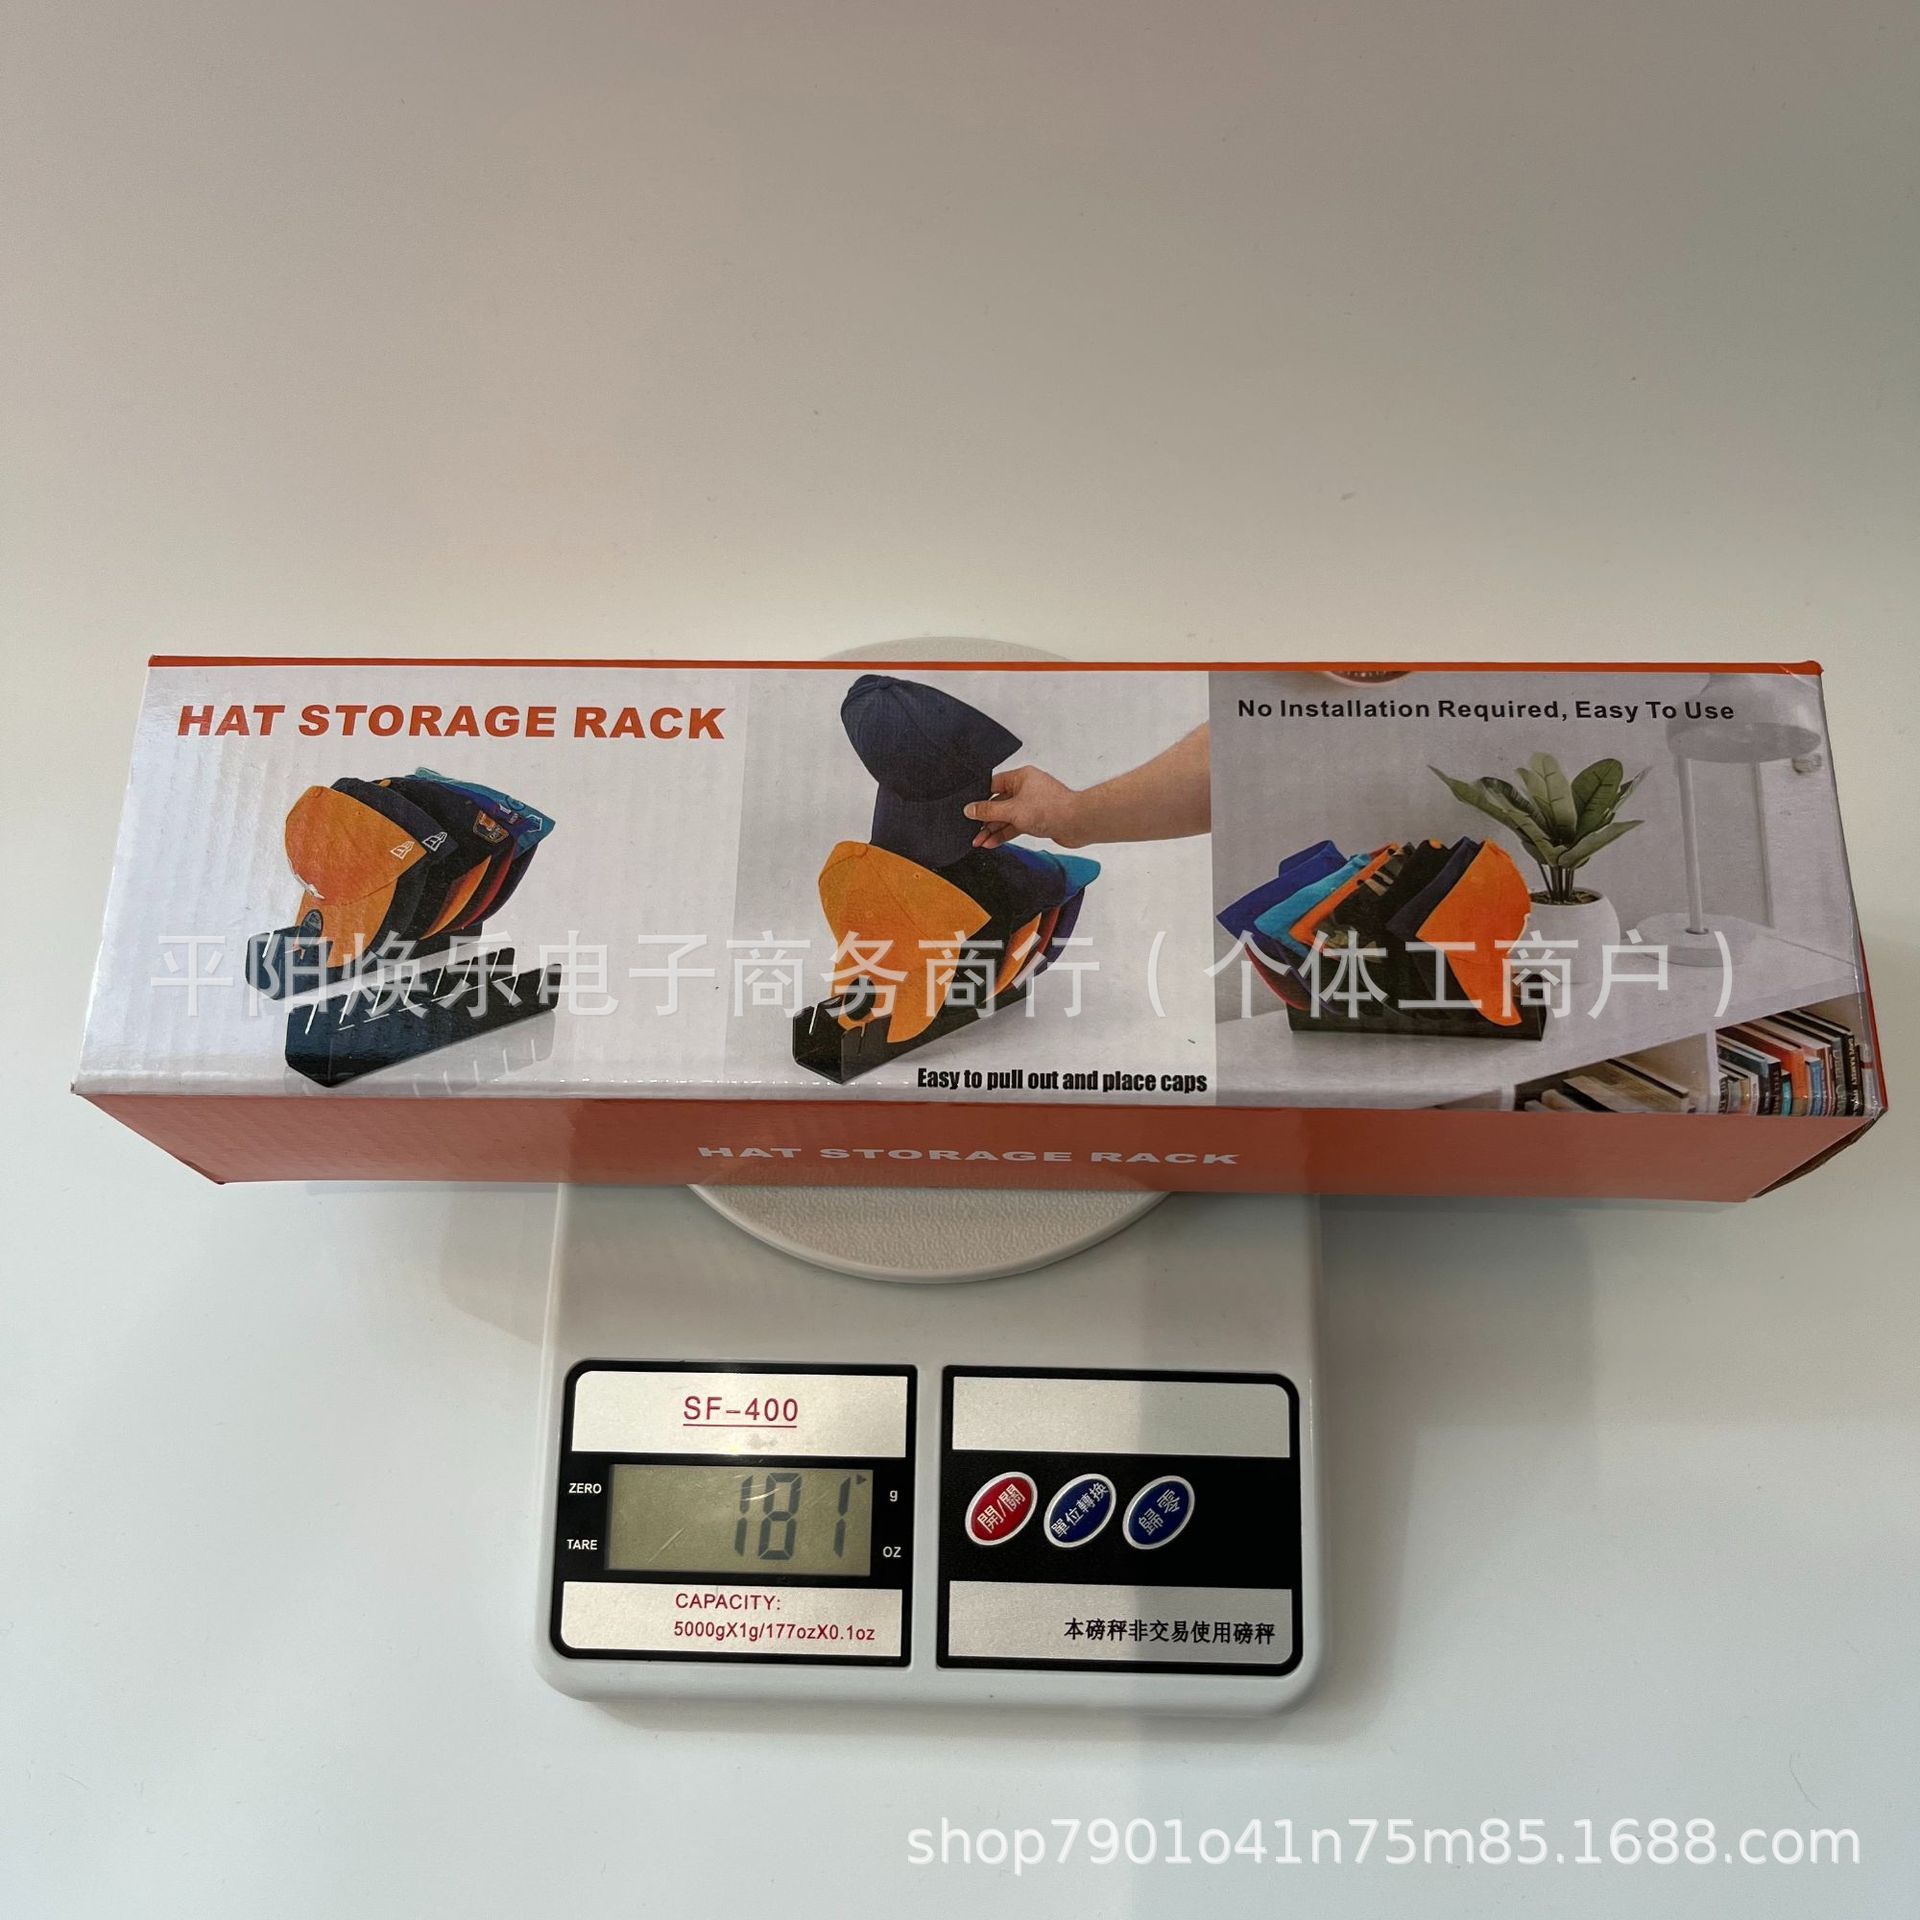 HAT STORAGE RACK
No Installation Required, Easy To Use
平阳焕乐电子商务商行（个体工商户）
Easy to pull out and place caps
HAT STORAGE RACK
SF-400
ZERO
181
g
TARE
OZ
開/關
單位轉換
歸零
CAPACITY:
5000gX1g/177ozX0.1oz
本磅秤非交易使用磅秤
shop7901o41n75m85.1688.com